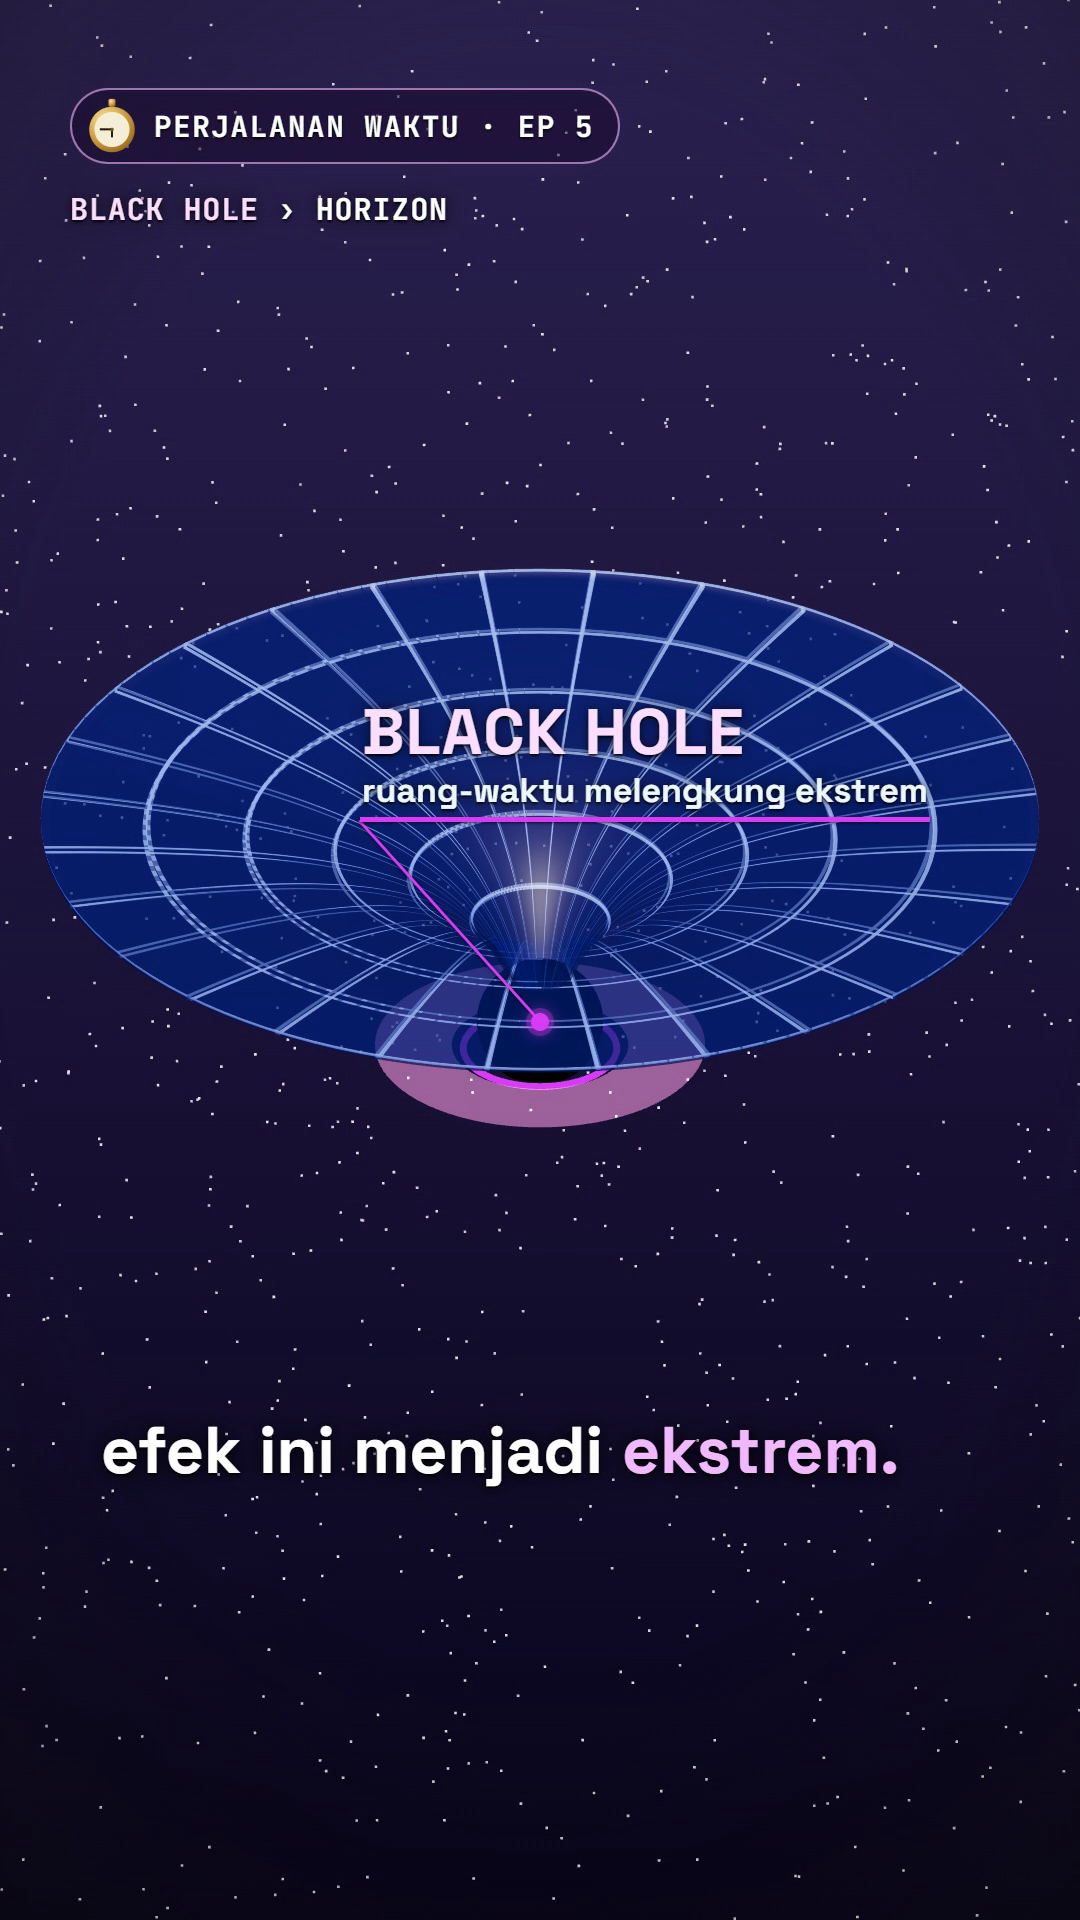 PERJALANAN WAKTU · EP 5
BLACK HOLE › HORIZON
BLACK HOLE
ruang-waktu melengkung ekstrem
efek ini menjadi ekstrem.